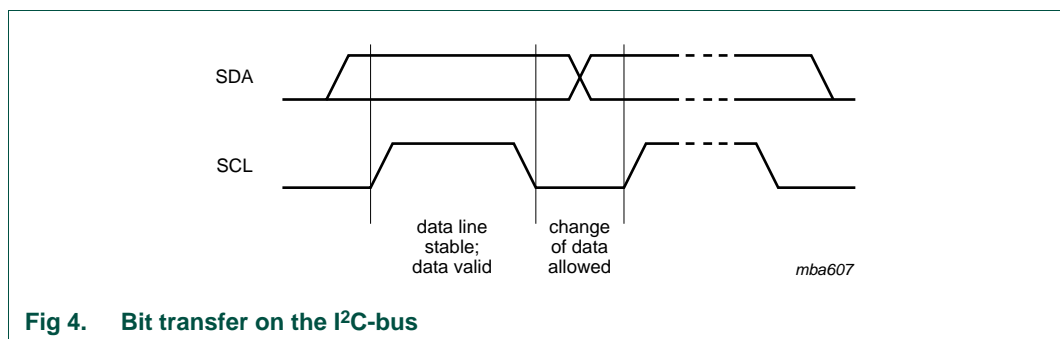 SDA
SCL
data line
stable;
data valid
change
of data
allowed
mba607
Fig 4. Bit transfer on the I²C-bus